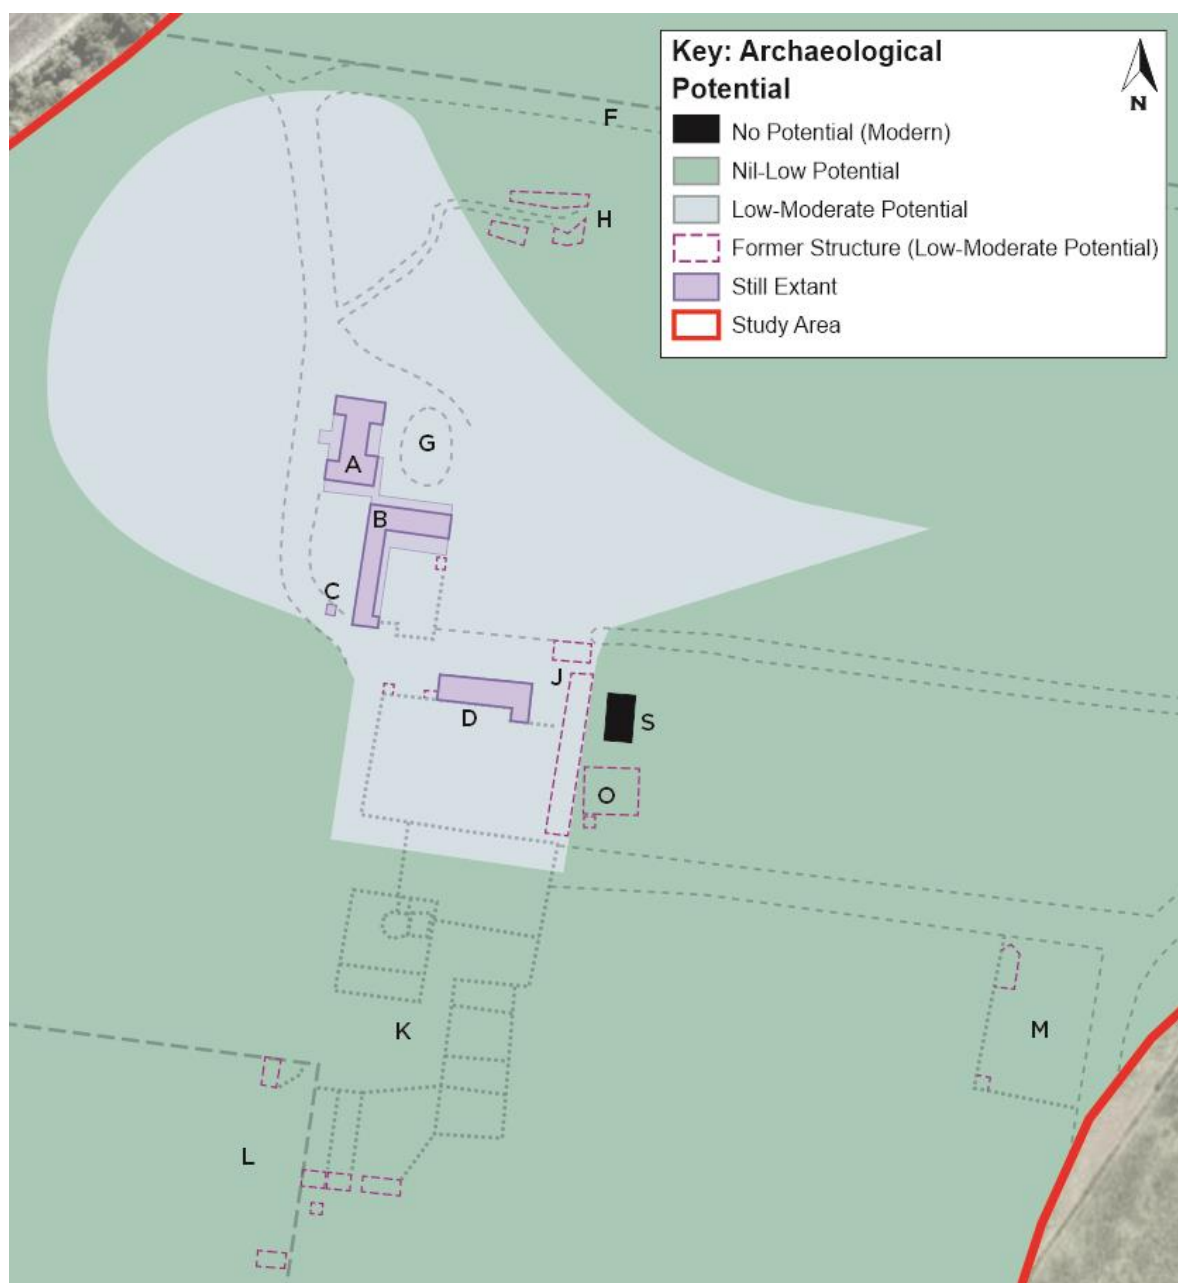 Key: Archaeological
Potential
N
No Potential (Modern)
Nil-Low Potential
Low-Moderate Potential
Former Structure (Low-Moderate Potential)
Still Extant
Study Area
F
H
G
A
B
C
J
D
S
O
K
M
L